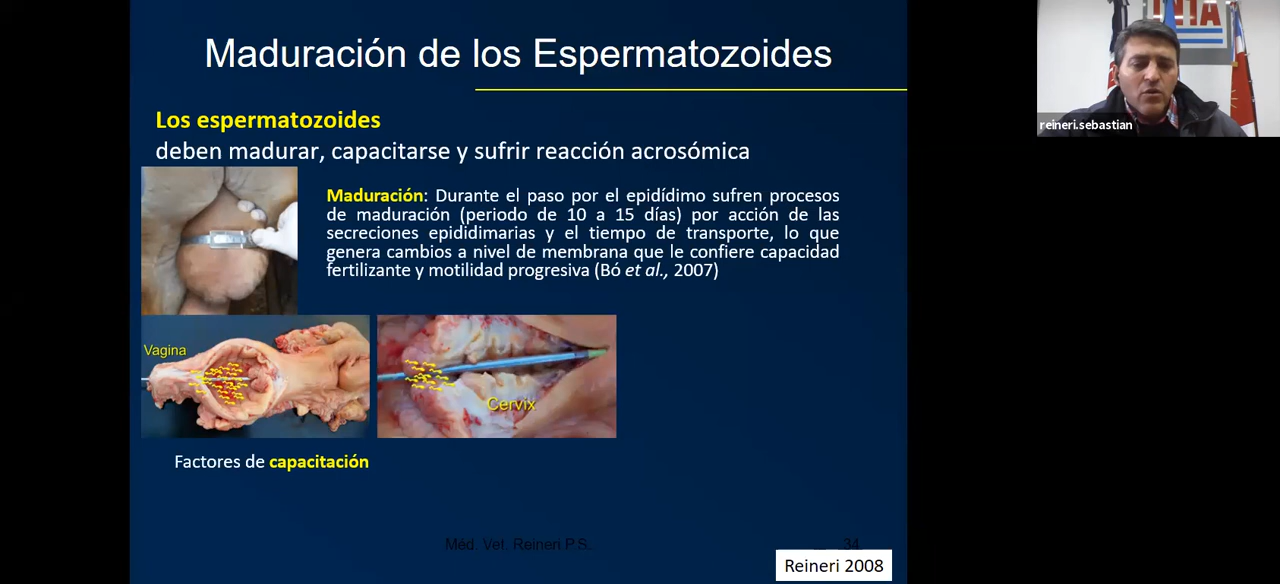 Maduración de los Espermatozoides
Los espermatozoides
deben madurar, capacitarse y sufrir reacción acrosómica
Maduración: Durante el paso por el epidídimo sufren procesos
de maduración (periodo de 10 a 15 días) por acción de las
secreciones epididimarias y el tiempo de transporte, lo que
genera cambios a nivel de membrana que le confiere capacidad
fertilizante y motilidad progresiva (Bó et al., 2007)
Vagina
Cervix
Factores de capacitación
Méd. Vet. Reineri P.S.
34
Reineri 2008
INTA
reineri.sebastian